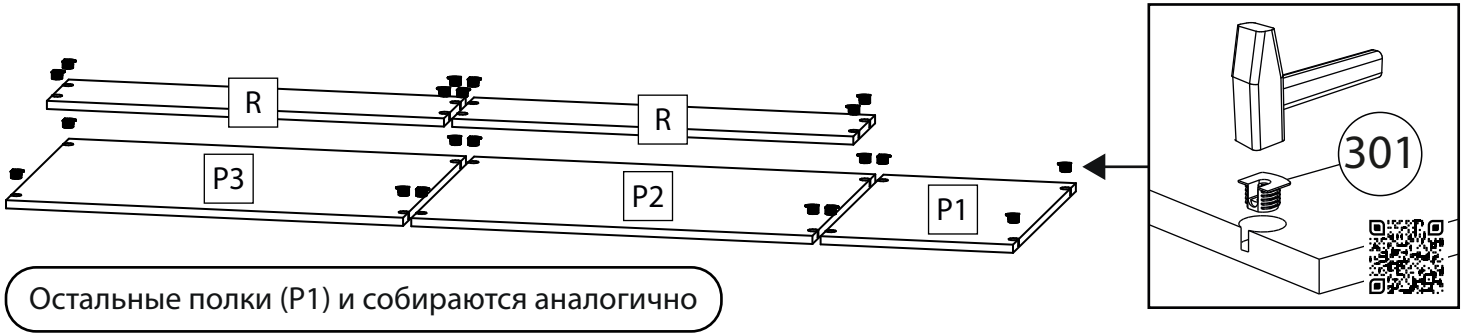 R
R
P3
P2
P1
301
Остальные полки (P1) и собираются аналогично